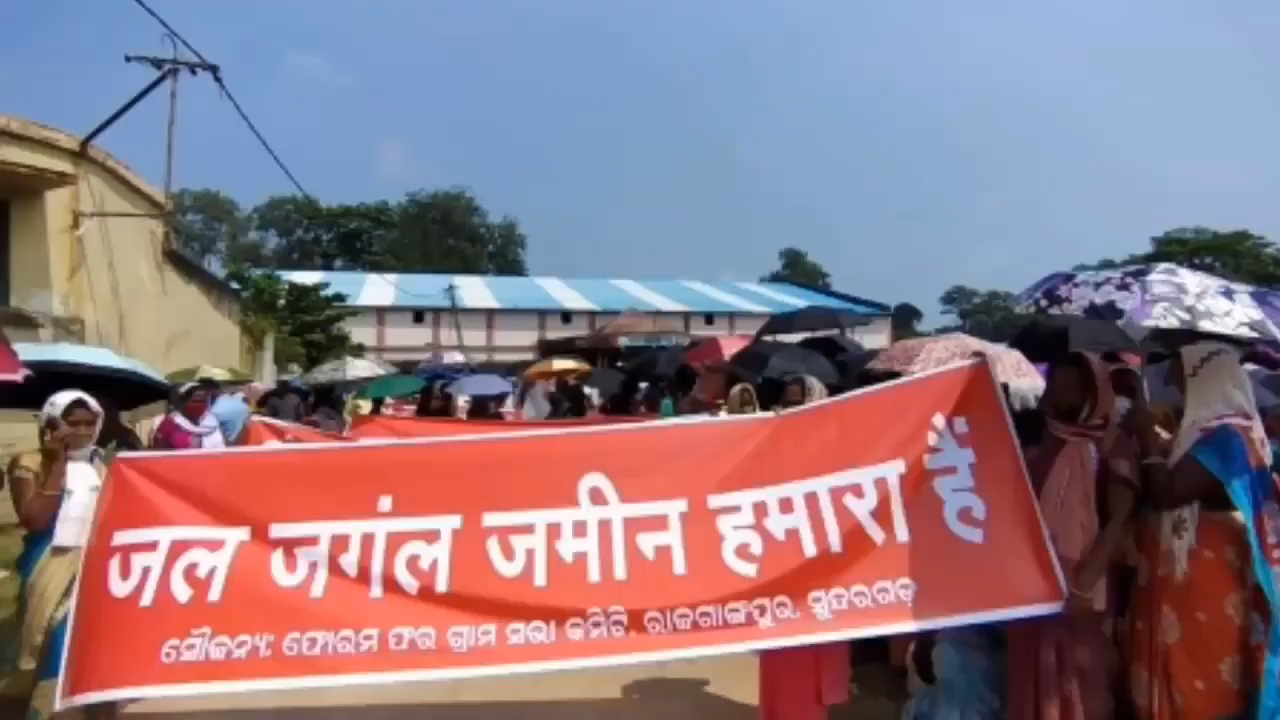 जल जगंल जमीन हमारा हैं
ସୌଜନ୍ୟ: ଫୋରମ ଫର ଗ୍ରାମ ସଭା କମିଟି, ରାଜଗାଙ୍ଗପୁର, ସୁନ୍ଦରଗଡ଼